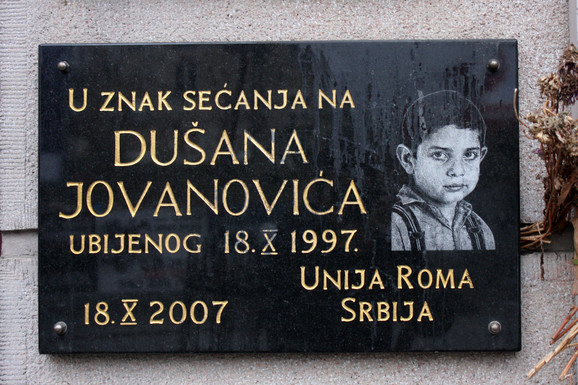 U ZNAK SEĆANJA NA
DUŠANA
JOVANOVIĆA
UBIJENOG 18.X 1997.
18.X 2007
UNIJA ROMA
SRBIJA